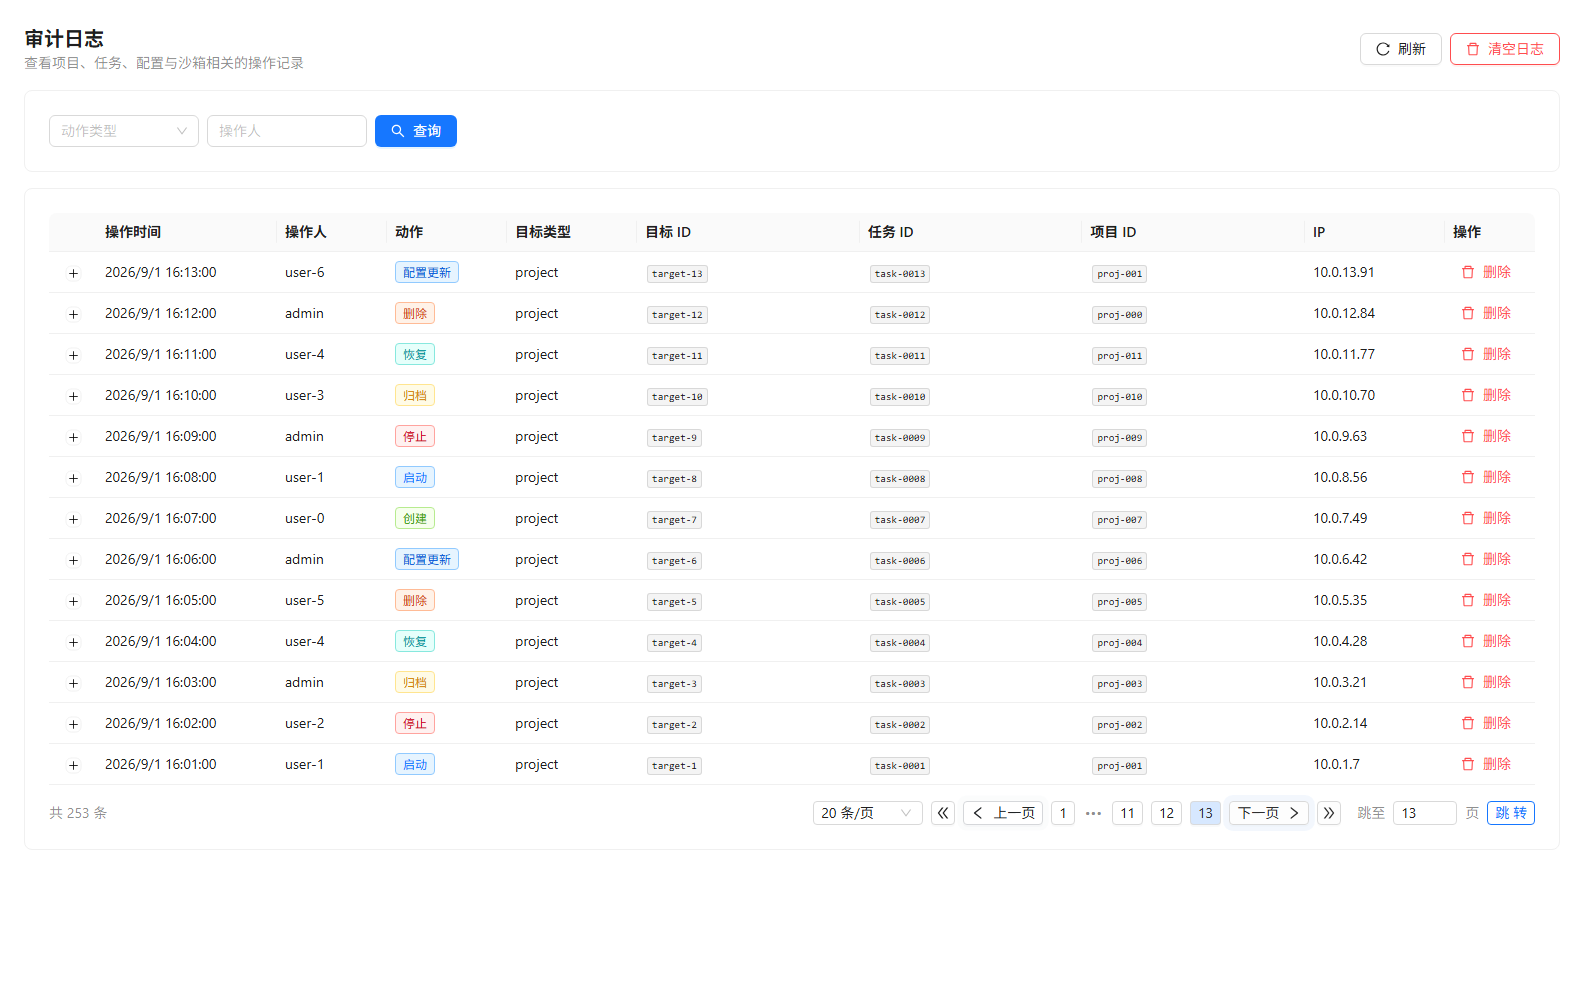 审计日志
查看项目、任务、配置与沙箱相关的操作记录
刷新 清空日志
动作类型 操作人 查询
操作时间 操作人 动作 目标类型 目标 ID 任务 ID 项目 ID IP 操作
2026/9/1 16:13:00 user-6 配置更新 project target-13 task-0013 proj-001 10.0.13.91 删除
2026/9/1 16:12:00 admin 删除 project target-12 task-0012 proj-000 10.0.12.84 删除
2026/9/1 16:11:00 user-4 恢复 project target-11 task-0011 proj-011 10.0.11.77 删除
2026/9/1 16:10:00 user-3 归档 project target-10 task-0010 proj-010 10.0.10.70 删除
2026/9/1 16:09:00 admin 停止 project target-9 task-0009 proj-009 10.0.9.63 删除
2026/9/1 16:08:00 user-1 启动 project target-8 task-0008 proj-008 10.0.8.56 删除
2026/9/1 16:07:00 user-0 创建 project target-7 task-0007 proj-007 10.0.7.49 删除
2026/9/1 16:06:00 admin 配置更新 project target-6 task-0006 proj-006 10.0.6.42 删除
2026/9/1 16:05:00 user-5 删除 project target-5 task-0005 proj-005 10.0.5.35 删除
2026/9/1 16:04:00 user-4 恢复 project target-4 task-0004 proj-004 10.0.4.28 删除
2026/9/1 16:03:00 admin 归档 project target-3 task-0003 proj-003 10.0.3.21 删除
2026/9/1 16:02:00 user-2 停止 project target-2 task-0002 proj-002 10.0.2.14 删除
2026/9/1 16:01:00 user-1 启动 project target-1 task-0001 proj-001 10.0.1.7 删除
共 253 条 20 条/页 上一页 1 ••• 11 12 13 下一页 跳至 13 页 跳 转